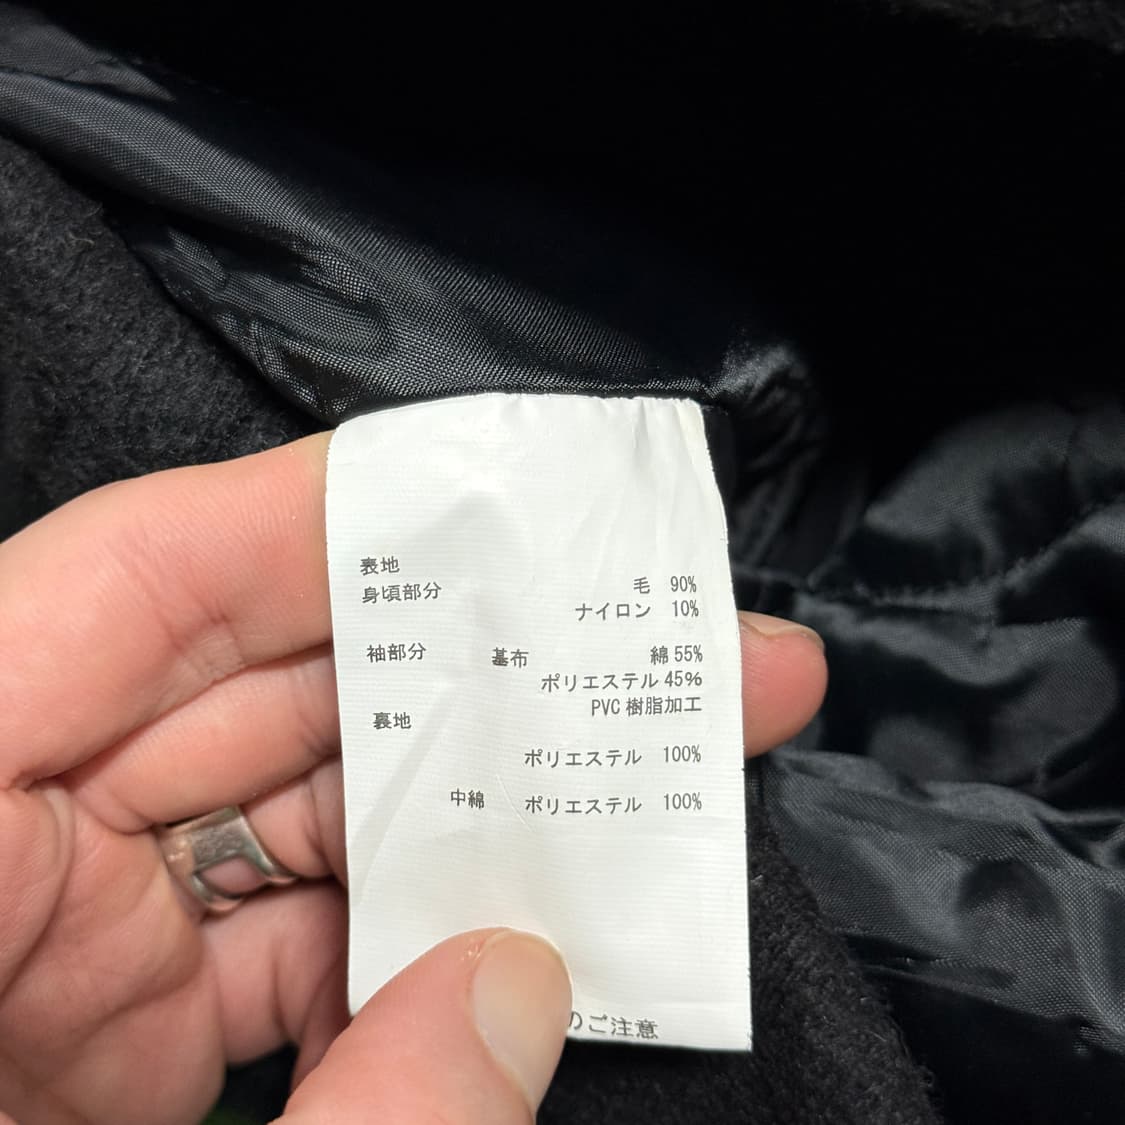 表地
身頃部分 毛 90%
ナイロン 10%
袖部分 基布 綿 55%
ポリエステル 45%
PVC 樹脂加工
裏地
ポリエステル 100%
中綿 ポリエステル 100%
のご注意